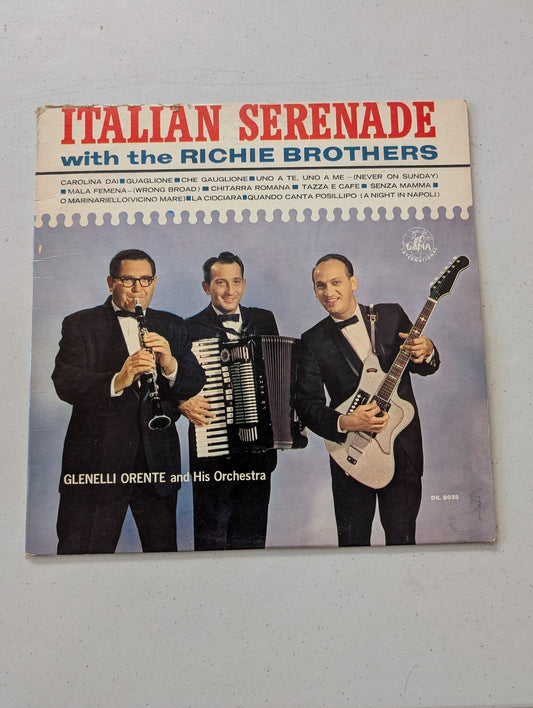 ITALIAN SERENADE
with the RICHIE BROTHERS
CAROLINA DAI ■ GUAGLIONE ■ CHE GAUGLIONE ■ UNO A TE, UNO A ME – (NEVER ON SUNDAY)
■ MALA FEMENA – (WRONG BROAD) ■ CHITARRA ROMANA ■ TAZZA E CAFE ■ SENZA MAMMA ■
O MARINARIELLO (VICINO MARE) ■ LA CIOCIARA ■ QUANDO CANTA POSILLIPO - (A NIGHT IN NAPOLI)
DANA
INTERNATIONAL
GLENELLI ORENTE and His Orchestra
DIL 8035